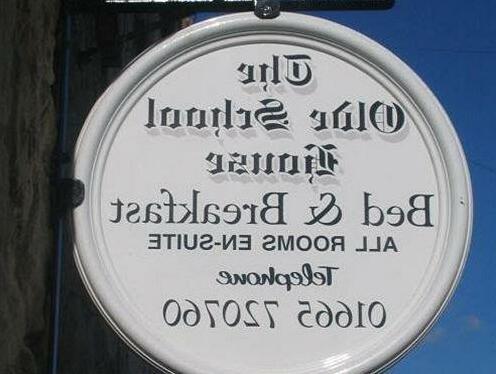 The
Olde School
House
Bed & Breakfast
ALL ROOMS EN-SUITE
Telephone
01665 720760